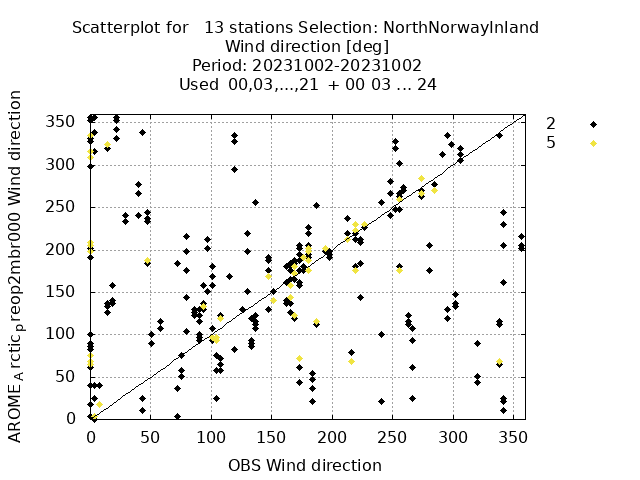 Scatterplot for 13 stations Selection: NorthNorwayInland
Wind direction [deg]
Period: 20231002-20231002
Used 00,03,...,21 + 00 03 ... 24
2
5
AROME_Arctic_preop2mbr000 Wind direction
350
300
250
200
150
100
50
0
0 50 100 150 200 250 300 350
OBS Wind direction